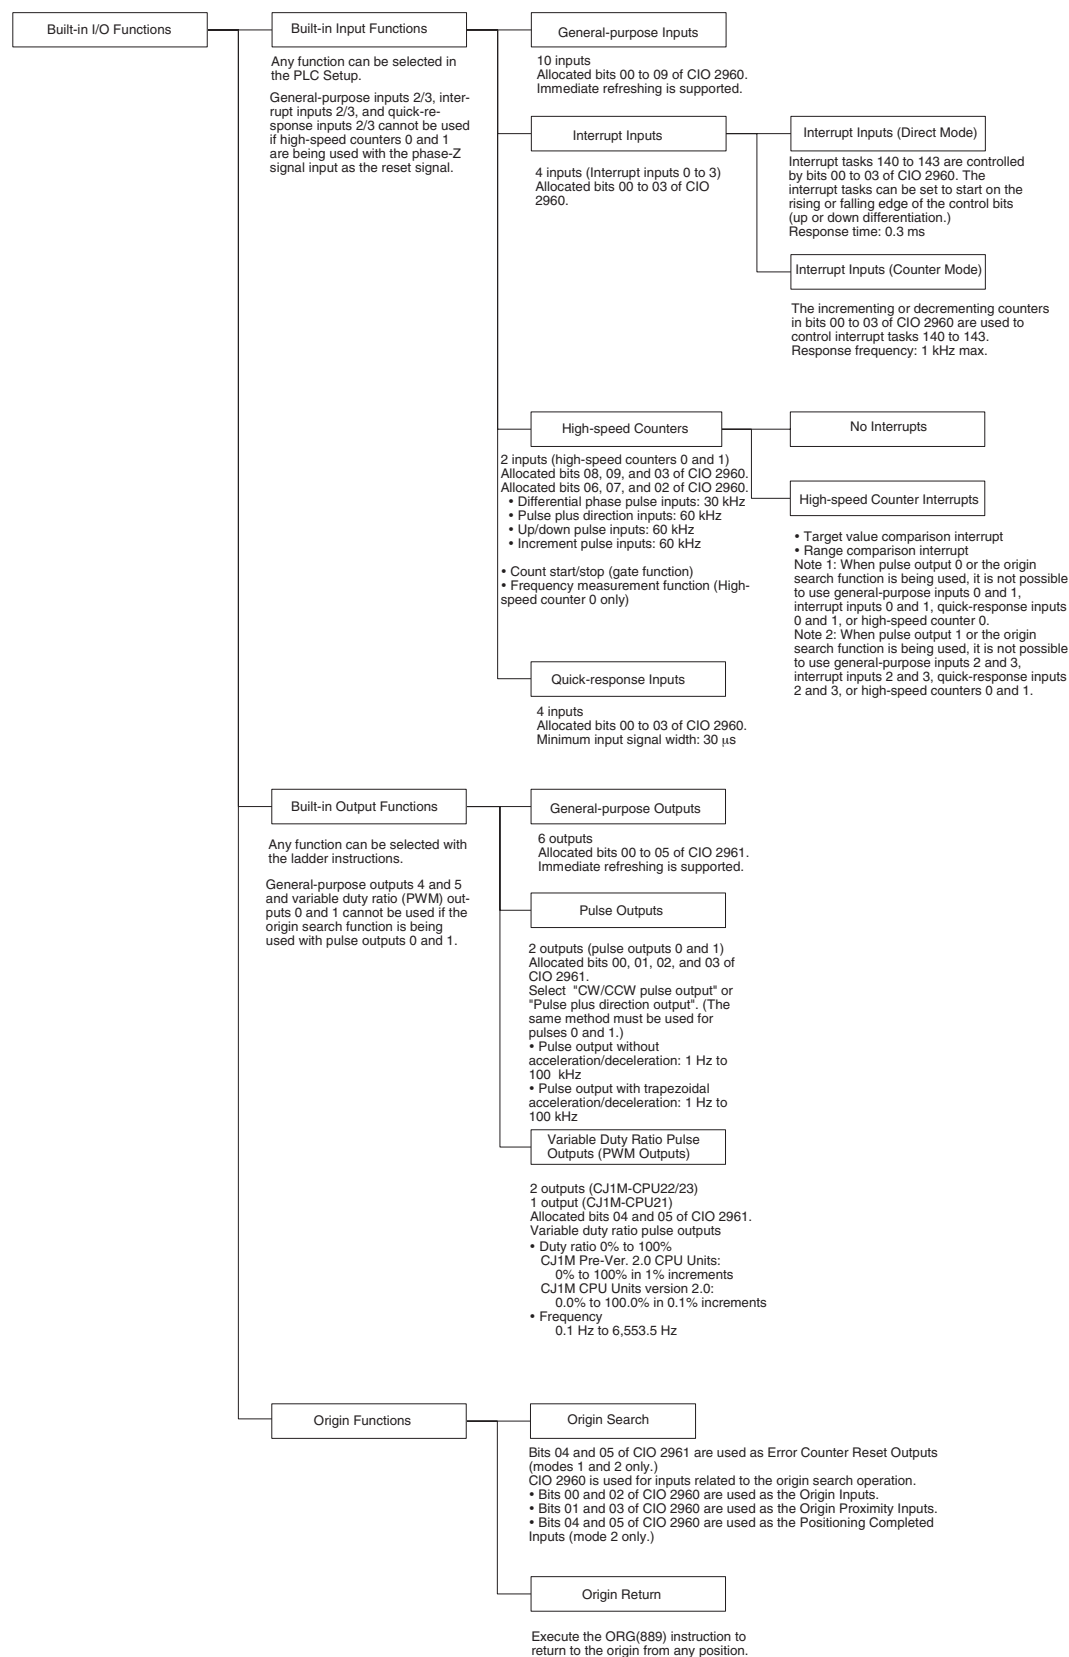 Built-in I/O Functions
Built-in Input Functions
Any function can be selected in
the PLC Setup.
General-purpose inputs 2/3, inter-
rupt inputs 2/3, and quick-re-
sponse inputs 2/3 cannot be used
if high-speed counters 0 and 1
are being used with the phase-Z
signal input as the reset signal.
General-purpose Inputs
10 inputs
Allocated bits 00 to 09 of CIO 2960.
Immediate refreshing is supported.
Interrupt Inputs
4 inputs (Interrupt inputs 0 to 3)
Allocated bits 00 to 03 of CIO
2960.
Interrupt Inputs (Direct Mode)
Interrupt tasks 140 to 143 are controlled
by bits 00 to 03 of CIO 2960. The
interrupt tasks can be set to start on the
rising or falling edge of the control bits
(up or down differentiation.)
Response time: 0.3 ms
Interrupt Inputs (Counter Mode)
The incrementing or decrementing counters
in bits 00 to 03 of CIO 2960 are used to
control interrupt tasks 140 to 143.
Response frequency: 1 kHz max.
High-speed Counters
2 inputs (high-speed counters 0 and 1)
Allocated bits 08, 09, and 03 of CIO 2960.
Allocated bits 06, 07, and 02 of CIO 2960.
• Differential phase pulse inputs: 30 kHz
• Pulse plus direction inputs: 60 kHz
• Up/down pulse inputs: 60 kHz
• Increment pulse inputs: 60 kHz
• Count start/stop (gate function)
• Frequency measurement function (High-
speed counter 0 only)
No Interrupts
High-speed Counter Interrupts
• Target value comparison interrupt
• Range comparison interrupt
Note 1: When pulse output 0 or the origin
search function is being used, it is not possible
to use general-purpose inputs 0 and 1,
interrupt inputs 0 and 1, quick-response inputs
0 and 1, or high-speed counter 0.
Note 2: When pulse output 1 or the origin
search function is being used, it is not possible
to use general-purpose inputs 2 and 3,
interrupt inputs 2 and 3, quick-response inputs
2 and 3, or high-speed counters 0 and 1.
Quick-response Inputs
4 inputs
Allocated bits 00 to 03 of CIO 2960.
Minimum input signal width: 30 μs
Built-in Output Functions
Any function can be selected with
the ladder instructions.
General-purpose outputs 4 and 5
and variable duty ratio (PWM) out-
puts 0 and 1 cannot be used if the
origin search function is being
used with pulse outputs 0 and 1.
General-purpose Outputs
6 outputs
Allocated bits 00 to 05 of CIO 2961.
Immediate refreshing is supported.
Pulse Outputs
2 outputs (pulse outputs 0 and 1)
Allocated bits 00, 01, 02, and 03 of
CIO 2961.
Select "CW/CCW pulse output" or
"Pulse plus direction output". (The
same method must be used for
pulses 0 and 1.)
• Pulse output without
acceleration/deceleration: 1 Hz to
100 kHz
• Pulse output with trapezoidal
acceleration/deceleration: 1 Hz to
100 kHz
Variable Duty Ratio Pulse
Outputs (PWM Outputs)
2 outputs (CJ1M-CPU22/23)
1 output (CJ1M-CPU21)
Allocated bits 04 and 05 of CIO 2961.
Variable duty ratio pulse outputs
• Duty ratio 0% to 100%
CJ1M Pre-Ver. 2.0 CPU Units:
0% to 100% in 1% increments
CJ1M CPU Units version 2.0:
0.0% to 100.0% in 0.1% increments
• Frequency
0.1 Hz to 6,553.5 Hz
Origin Functions
Origin Search
Bits 04 and 05 of CIO 2961 are used as Error Counter Reset Outputs
(modes 1 and 2 only.)
CIO 2960 is used for inputs related to the origin search operation.
• Bits 00 and 02 of CIO 2960 are used as the Origin Inputs.
• Bits 01 and 03 of CIO 2960 are used as the Origin Proximity Inputs.
• Bits 04 and 05 of CIO 2960 are used as the Positioning Completed
Inputs (mode 2 only.)
Origin Return
Execute the ORG(889) instruction to
return to the origin from any position.